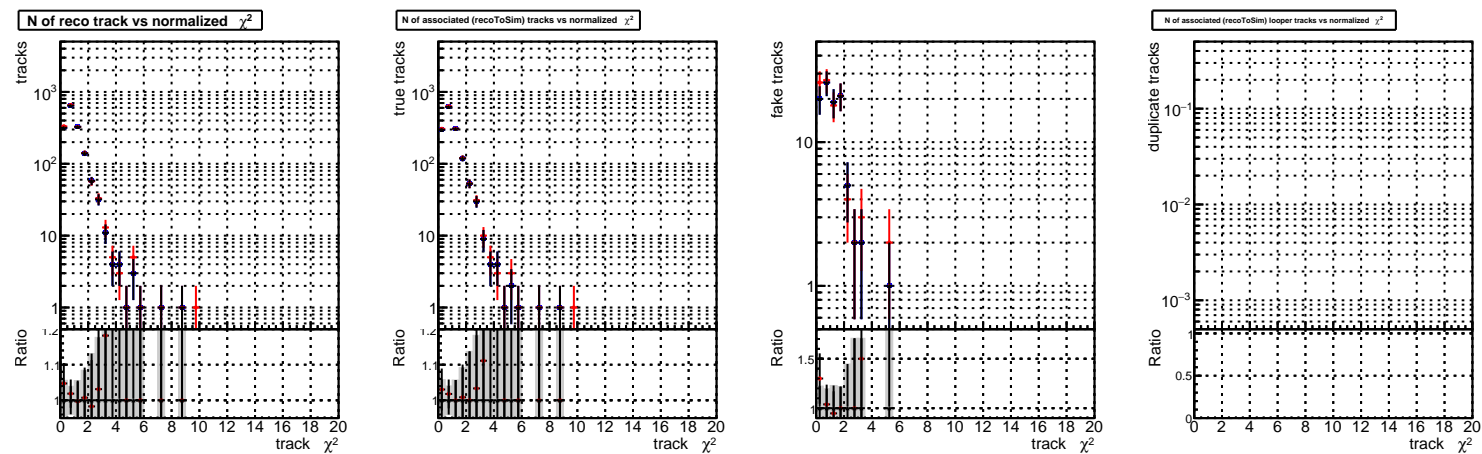 N of reco track vs normalized χ²
tracks
10³
10²
10
1
Ratio
1.2
1.1
1
0 2 4 6 8 10 12 14 16 18 20
track χ²
N of associated (recoToSim) tracks vs normalized χ²
true tracks
10³
10²
10
1
Ratio
1.2
1.1
1
0 2 4 6 8 10 12 14 16 18 20
track χ²
fake tracks
10
1
Ratio
1.5
1
0 2 4 6 8 10 12 14 16 18 20
track χ²
N of associated (recoToSim) looper tracks vs normalized χ²
duplicate tracks
10⁻¹
10⁻²
10⁻³
Ratio
1
0.5
0
0 2 4 6 8 10 12 14 16 18 20
track χ²